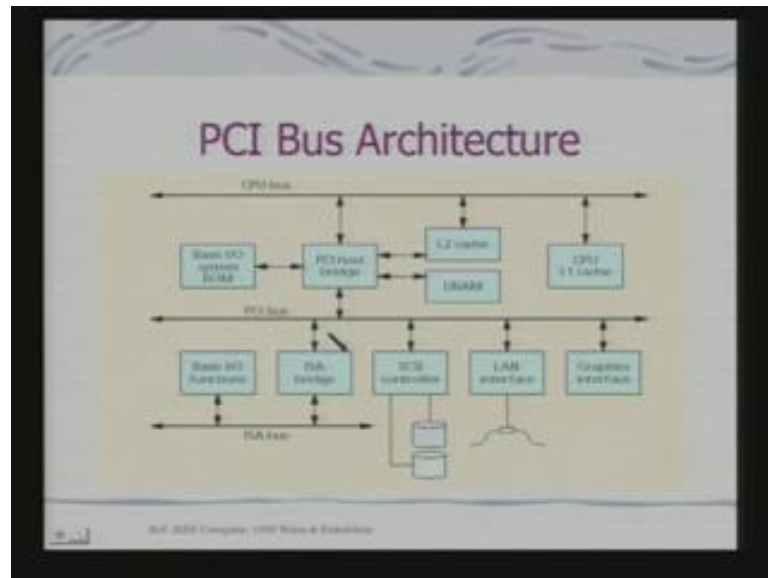 PCI Bus Architecture
CPU bus
L2 cache
Basic I/O
system
ROM
PCI host
bridge
CPU
L1 cache
DRAM
PCI bus
Basic I/O
functions
ISA
bridge
SCSI
controller
LAN
interface
Graphics
interface
ISA bus
Computer